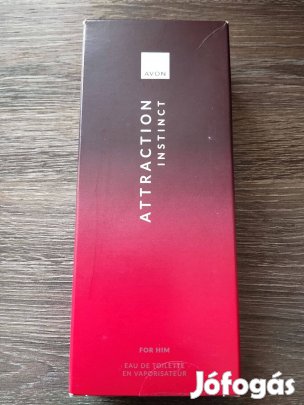 AVON
ATTRACTION
INSTINCT
FOR HIM
EAU DE TOILETTE
EN VAPORISATEUR
Jófogás